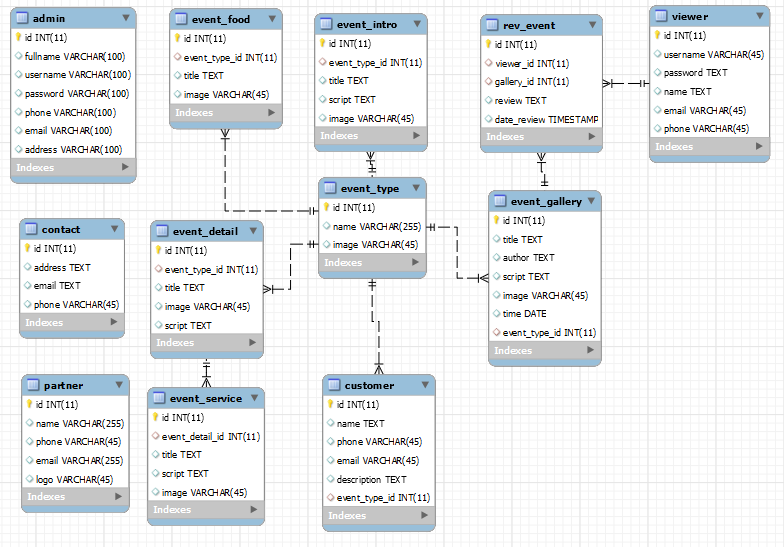 admin
id INT(11)
fullname VARCHAR(100)
username VARCHAR(100)
password VARCHAR(100)
phone VARCHAR(100)
email VARCHAR(100)
address VARCHAR(100)
Indexes
event_food
id INT(11)
event_type_id INT(11)
title TEXT
image VARCHAR(45)
Indexes
event_intro
id INT(11)
event_type_id INT(11)
title TEXT
script TEXT
image VARCHAR(45)
Indexes
rev_event
id INT(11)
viewer_id INT(11)
gallery_id INT(11)
review TEXT
date_review TIMESTAMP
Indexes
viewer
id INT(11)
username VARCHAR(45)
password TEXT
name TEXT
email VARCHAR(45)
phone VARCHAR(45)
Indexes
contact
id INT(11)
address TEXT
email TEXT
phone VARCHAR(45)
Indexes
event_detail
id INT(11)
event_type_id INT(11)
title TEXT
image VARCHAR(45)
script TEXT
Indexes
event_type
id INT(11)
name VARCHAR(255)
image VARCHAR(45)
Indexes
event_gallery
id INT(11)
title TEXT
author TEXT
script TEXT
image VARCHAR(45)
time DATE
event_type_id INT(11)
Indexes
partner
id INT(11)
name VARCHAR(255)
phone VARCHAR(45)
email VARCHAR(255)
logo VARCHAR(45)
Indexes
event_service
id INT(11)
event_detail_id INT(11)
title TEXT
script TEXT
image VARCHAR(45)
Indexes
customer
id INT(11)
name TEXT
phone VARCHAR(45)
email VARCHAR(45)
description TEXT
event_type_id INT(11)
Indexes